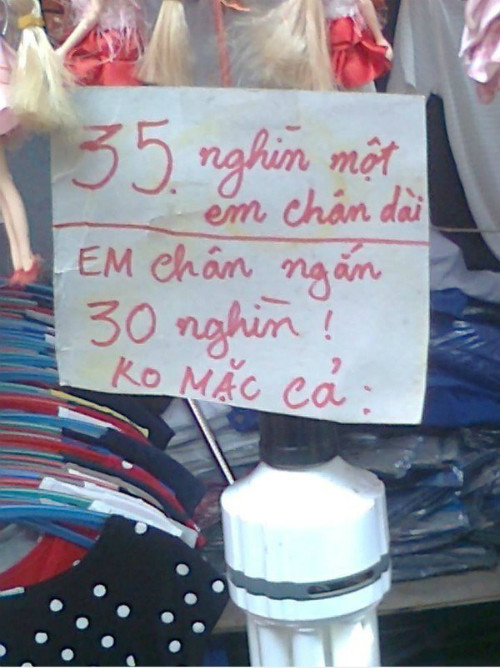 35. nghìn một
em chân dài
EM chân ngắn
30 nghìn !
KO MẶC Cả :